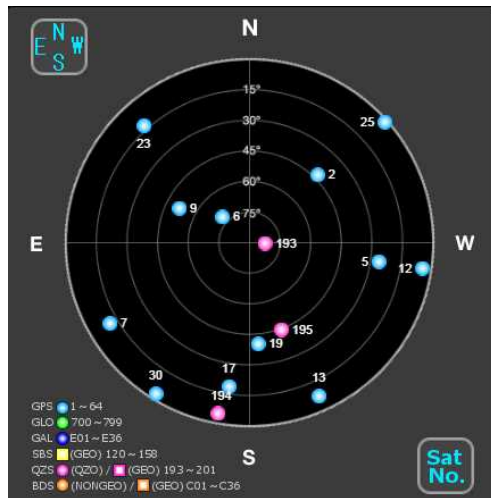 N
E W
S
N
15°
30°
45°
60°
75°
25
23
2
9
6
193
E
W
5
12
7
195
19
17
30
194
13
S
GPS 1~64
GLO 700~799
GAL E01~E36
SBS (GEO) 120~158
QZS (QZO) / (GEO) 193~201
BDS (NONGEO) / (GEO) C01~C36
Sat
No.